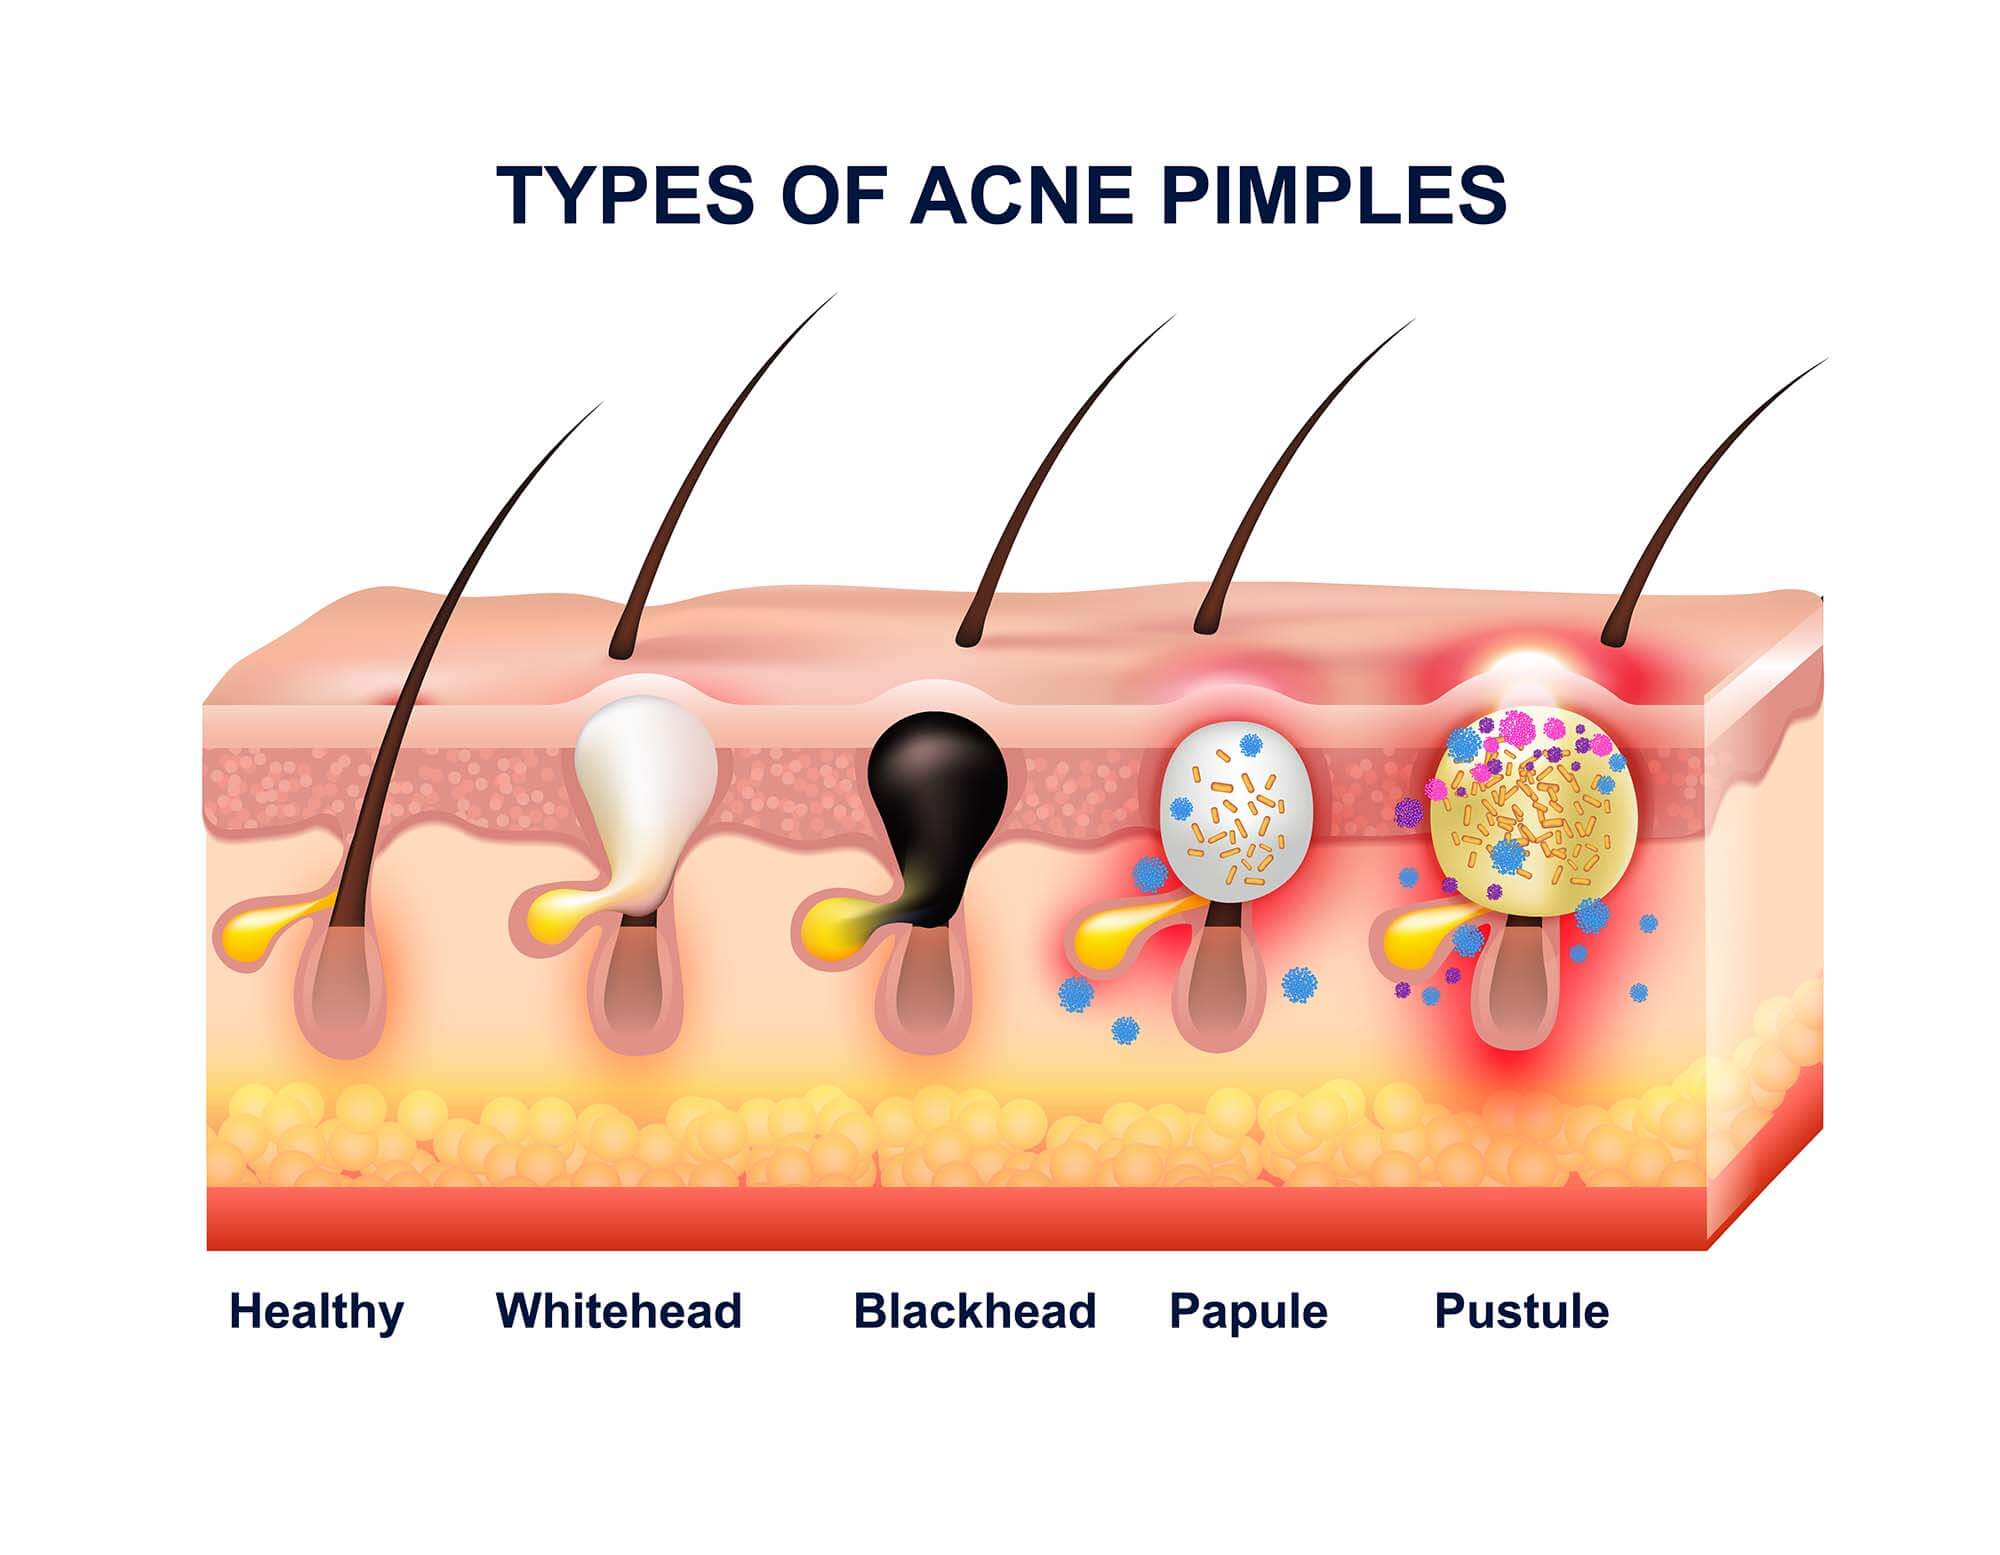 TYPES OF ACNE PIMPLES
Healthy Whitehead Blackhead Papule Pustule